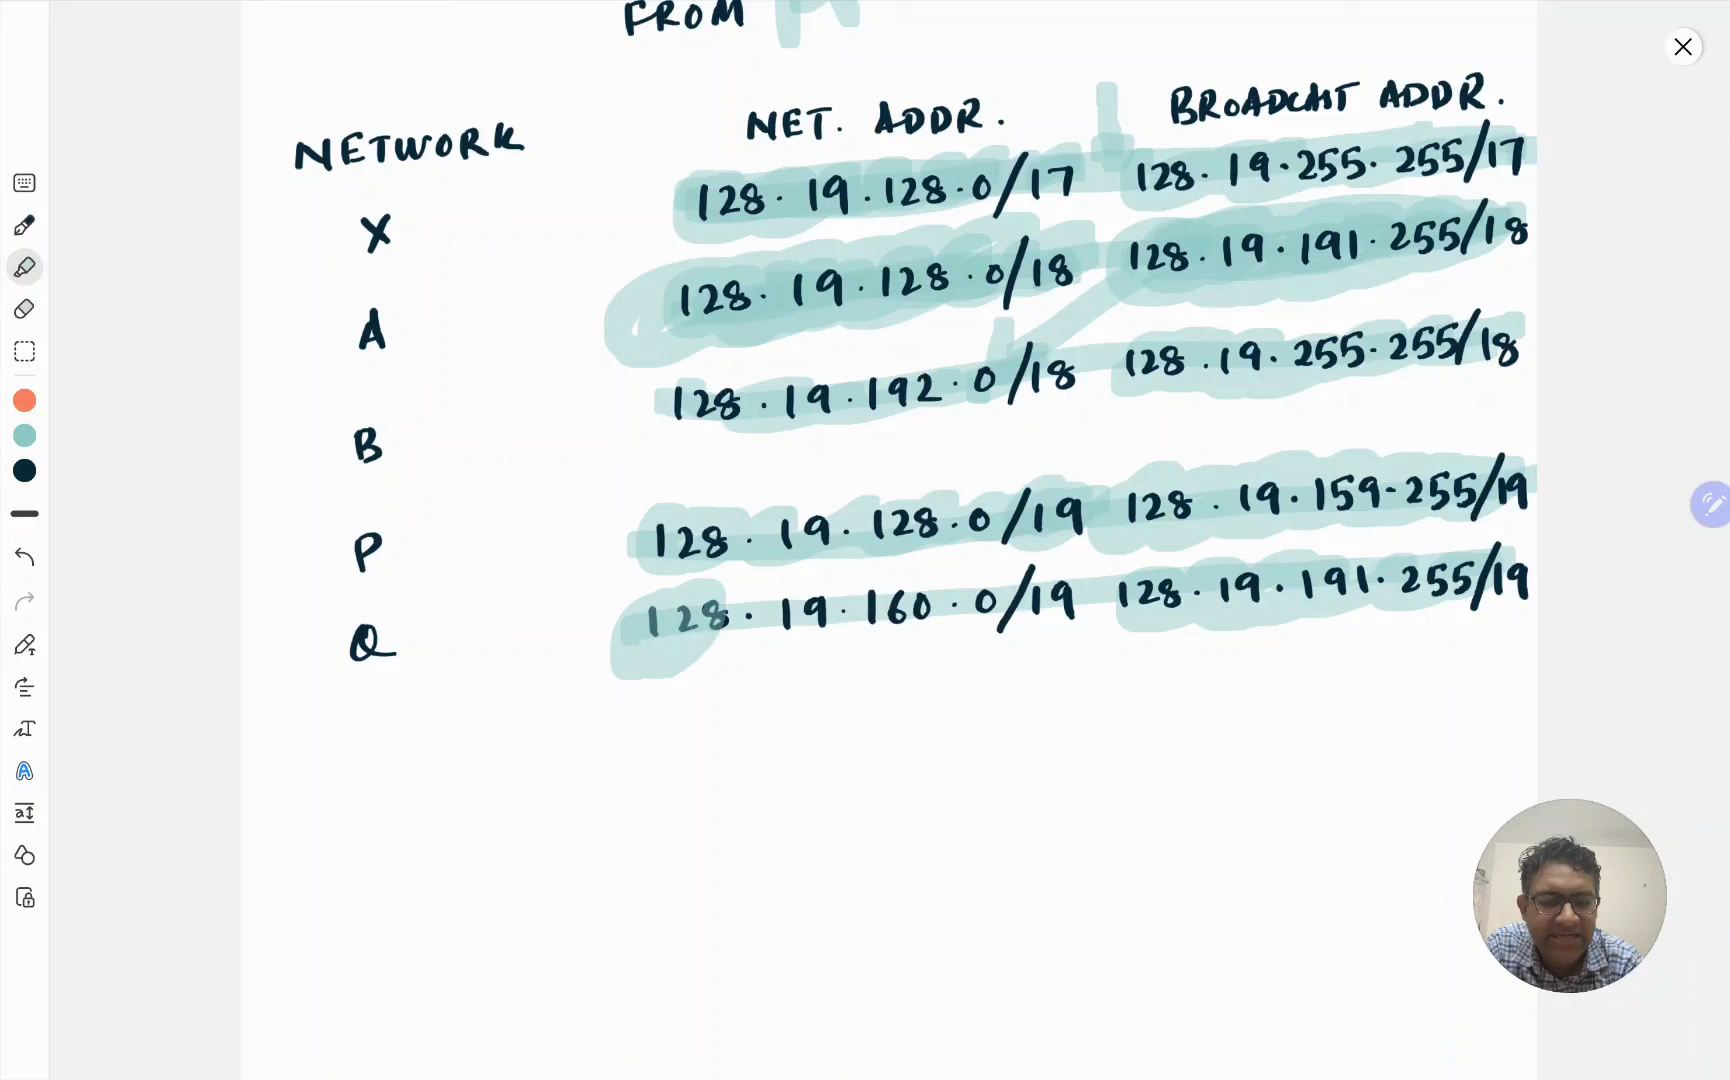 FROM
NETWORK NET. ADDR. BROADCAST ADDR.
X 128.19.128.0/17 128.19.255.255/17
A 128.19.128.0/18 128.19.191.255/18
B 128.19.192.0/18 128.19.255.255/18
P 128.19.128.0/19 128.19.159.255/19
Q 128.19.160.0/19 128.19.191.255/19